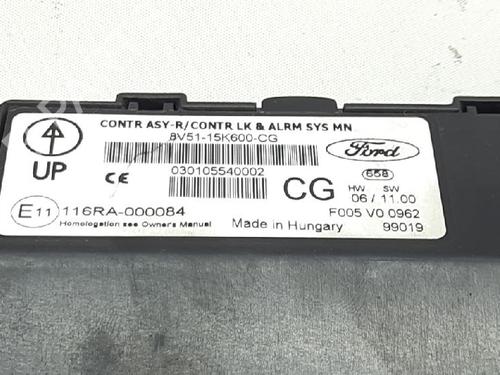 CONTR ASY-R/CONTR LK & ALRM SYS MN
8V51-15K600-CG
UP
CE
030105540002
CG
Ford
658
HW SW
06 / 11.00
E11 116RA-000084
F005 V0 0962
Homologation see Owners Manual
Made in Hungary
99019